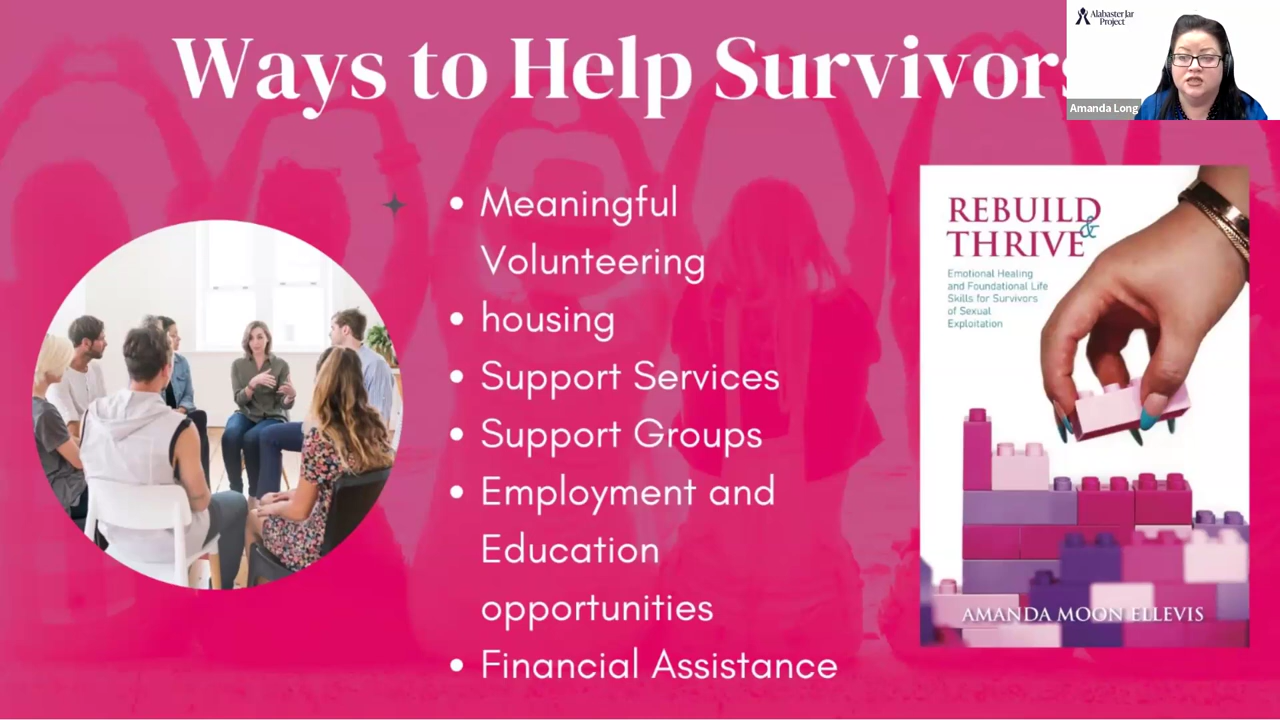 Ways to Help Survivors
Alabaster Jar
Project
Amanda Long
• Meaningful
Volunteering
• housing
• Support Services
• Support Groups
• Employment and
Education
opportunities
• Financial Assistance
REBUILD
&
THRIVE
Emotional Healing
and Foundational Life
Skills for Survivors
of Sexual
Exploitation
AMANDA MOON ELLEVIS